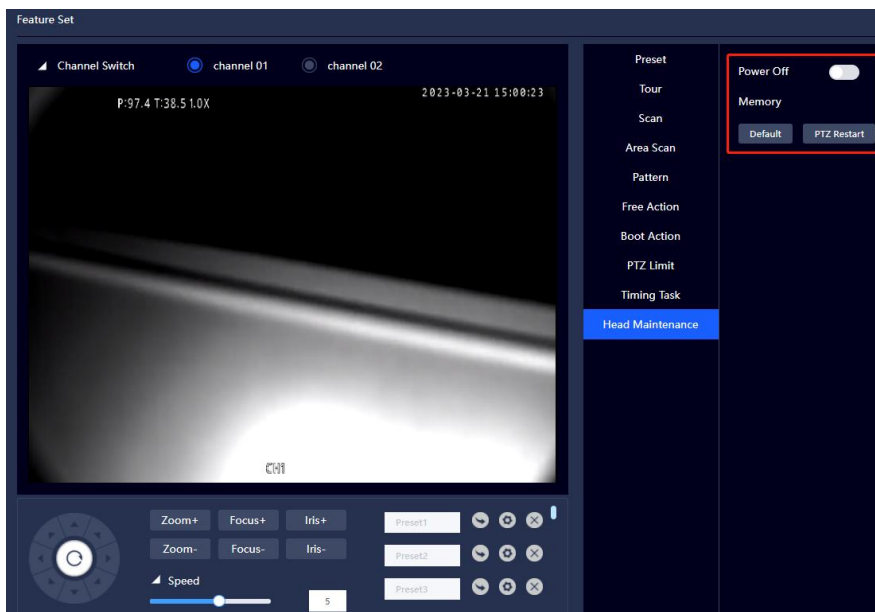 Feature Set
Channel Switch
channel 01
channel 02
P:97.4 T:38.5 1.0X
2023-03-21 15:00:23
CH1
Preset
Tour
Scan
Area Scan
Pattern
Free Action
Boot Action
PTZ Limit
Timing Task
Head Maintenance
Power Off
Memory
Default
PTZ Restart
Zoom+
Focus+
Iris+
Zoom-
Focus-
Iris-
Speed
5
Preset1
Preset2
Preset3